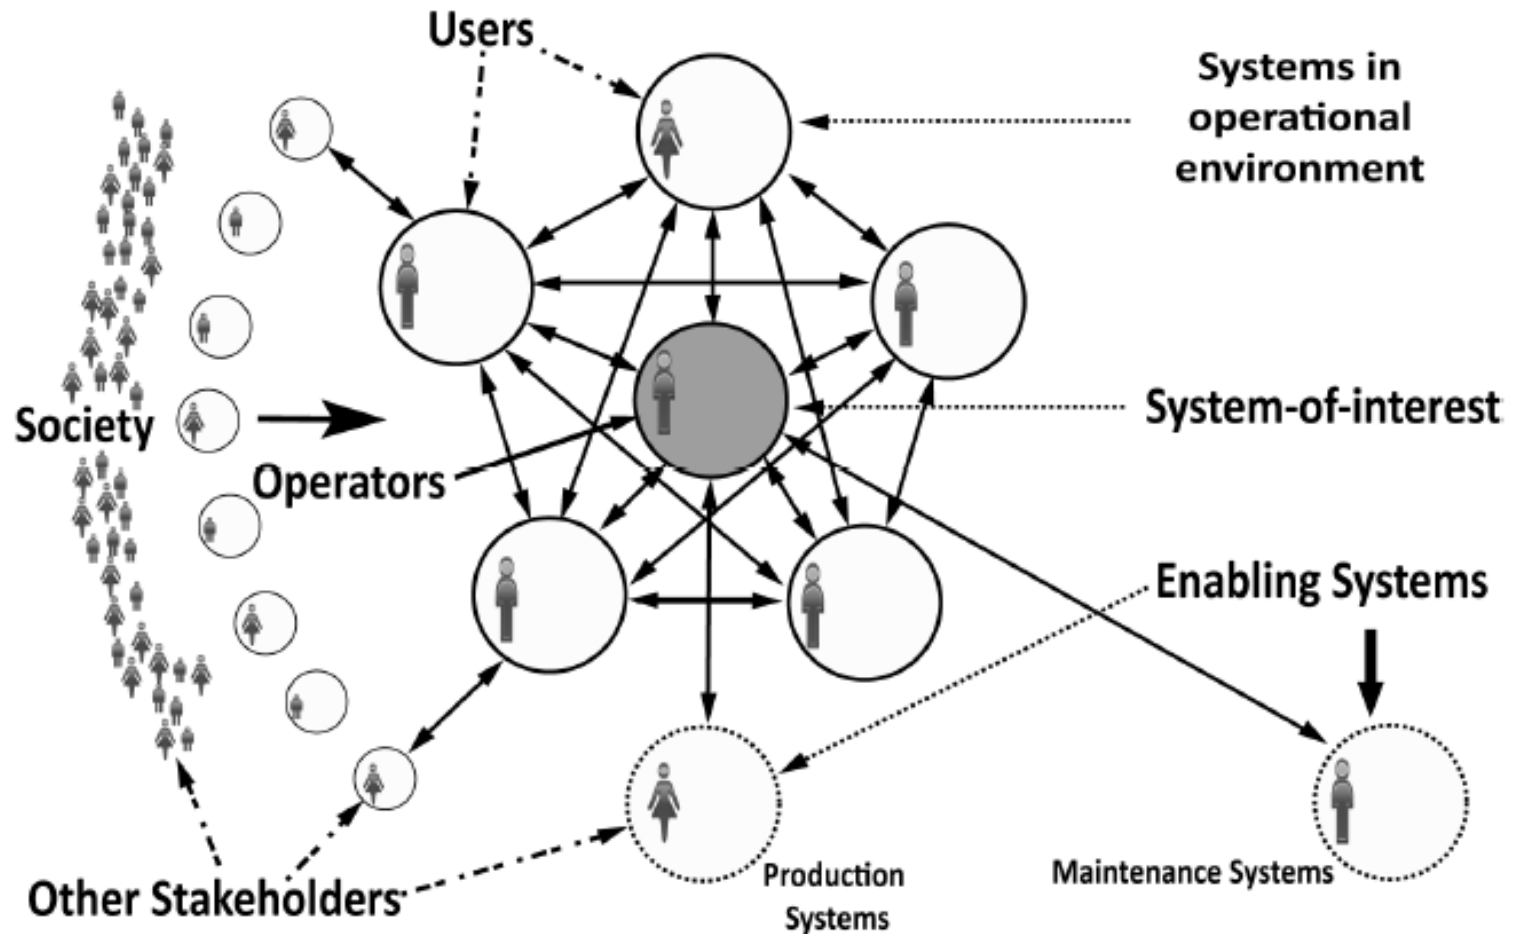 Users
Systems in
operational
environment
System-of-interest
Society
Operators
Enabling Systems
Other Stakeholders
Production
Systems
Maintenance Systems